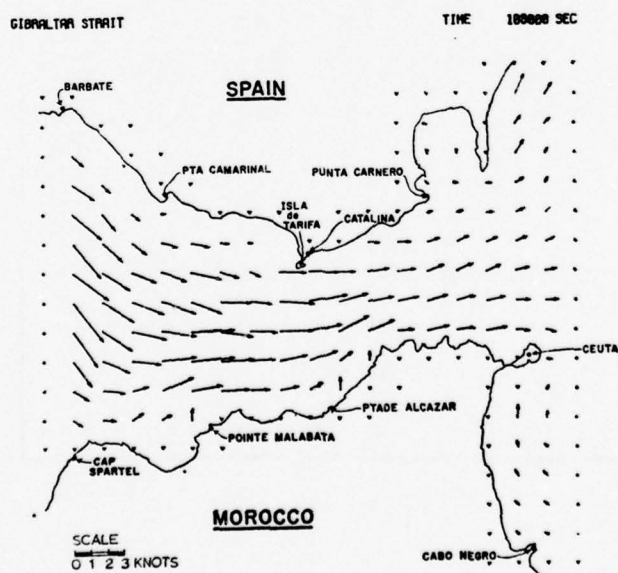 GIBRALTAR STRAIT
TIME 100000 SEC
BARBATE
SPAIN
PTA CAMARINAL
PUNTA CARNERO
ISLA
de
TARIFA
CATALINA
CEUTA
PTADE ALCAZAR
POINTE MALABATA
CAP
SPARTEL
MOROCCO
SCALE
0 1 2 3 KNOTS
CABO NEGRO